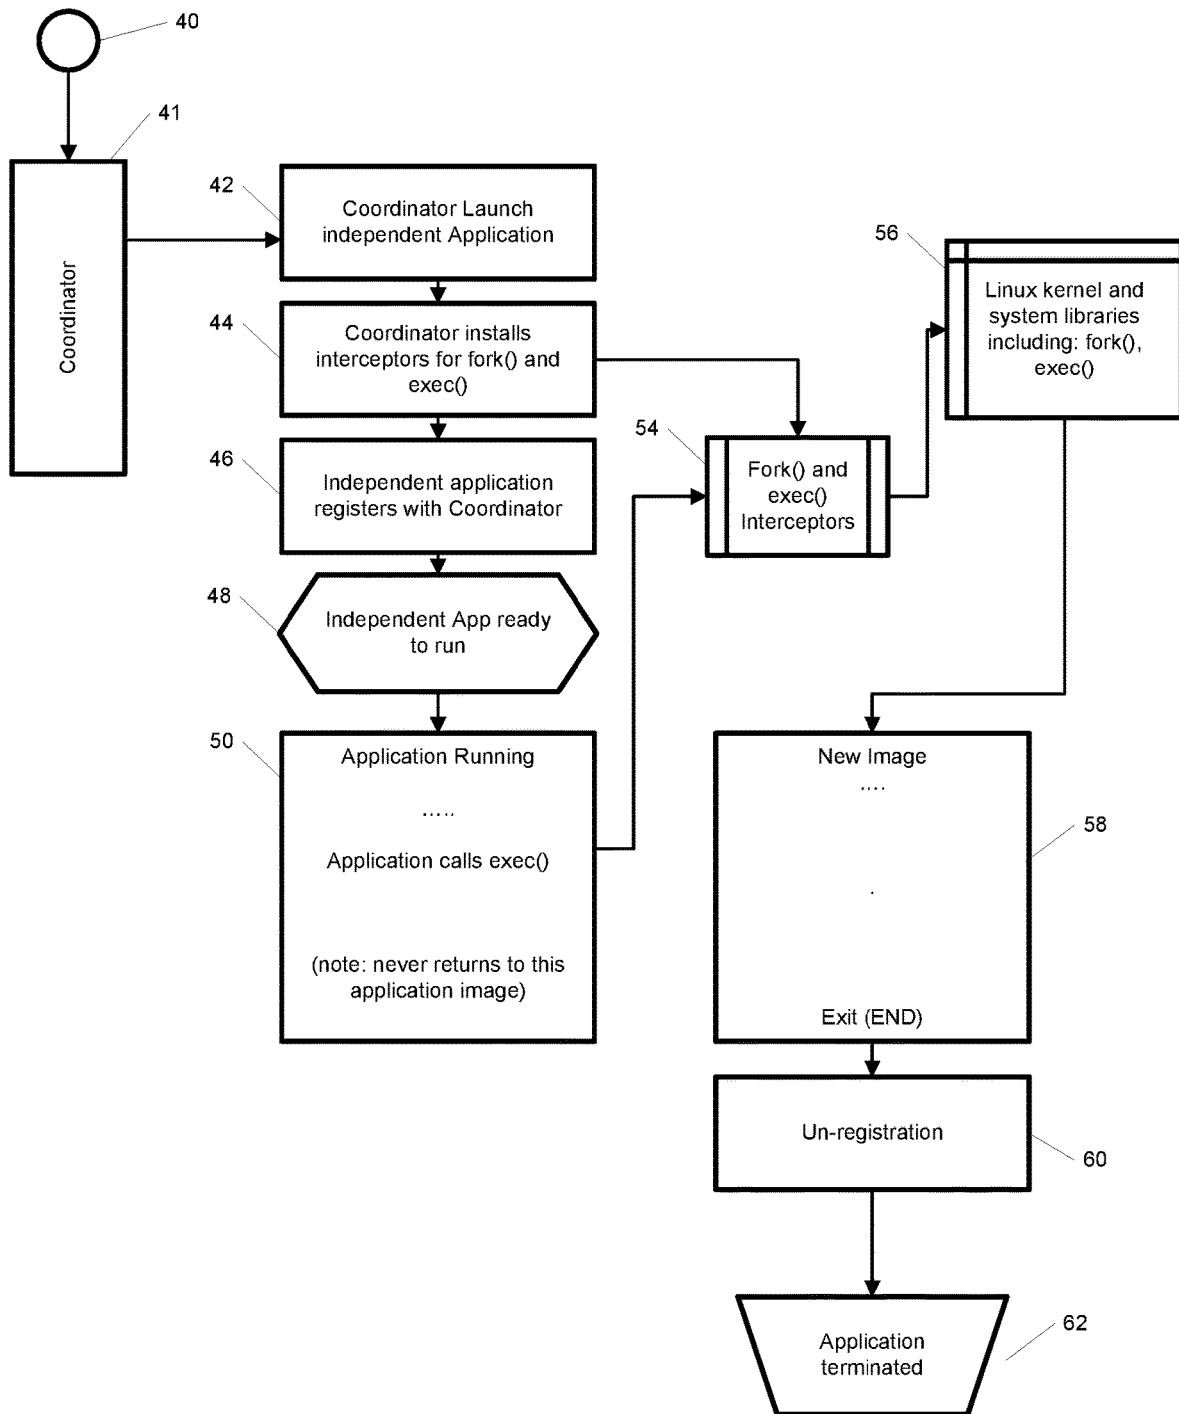 40
41
Coordinator
42
Coordinator Launch
independent Application
44
Coordinator installs
interceptors for fork() and
exec()
46
Independent application
registers with Coordinator
48
Independent App ready
to run
50
Application Running
.....
Application calls exec()
(note: never returns to this
application image)
54
Fork() and
exec()
Interceptors
56
Linux kernel and
system libraries
including: fork(),
exec()
New Image
....
.
Exit (END)
58
Un-registration
60
Application
terminated
62